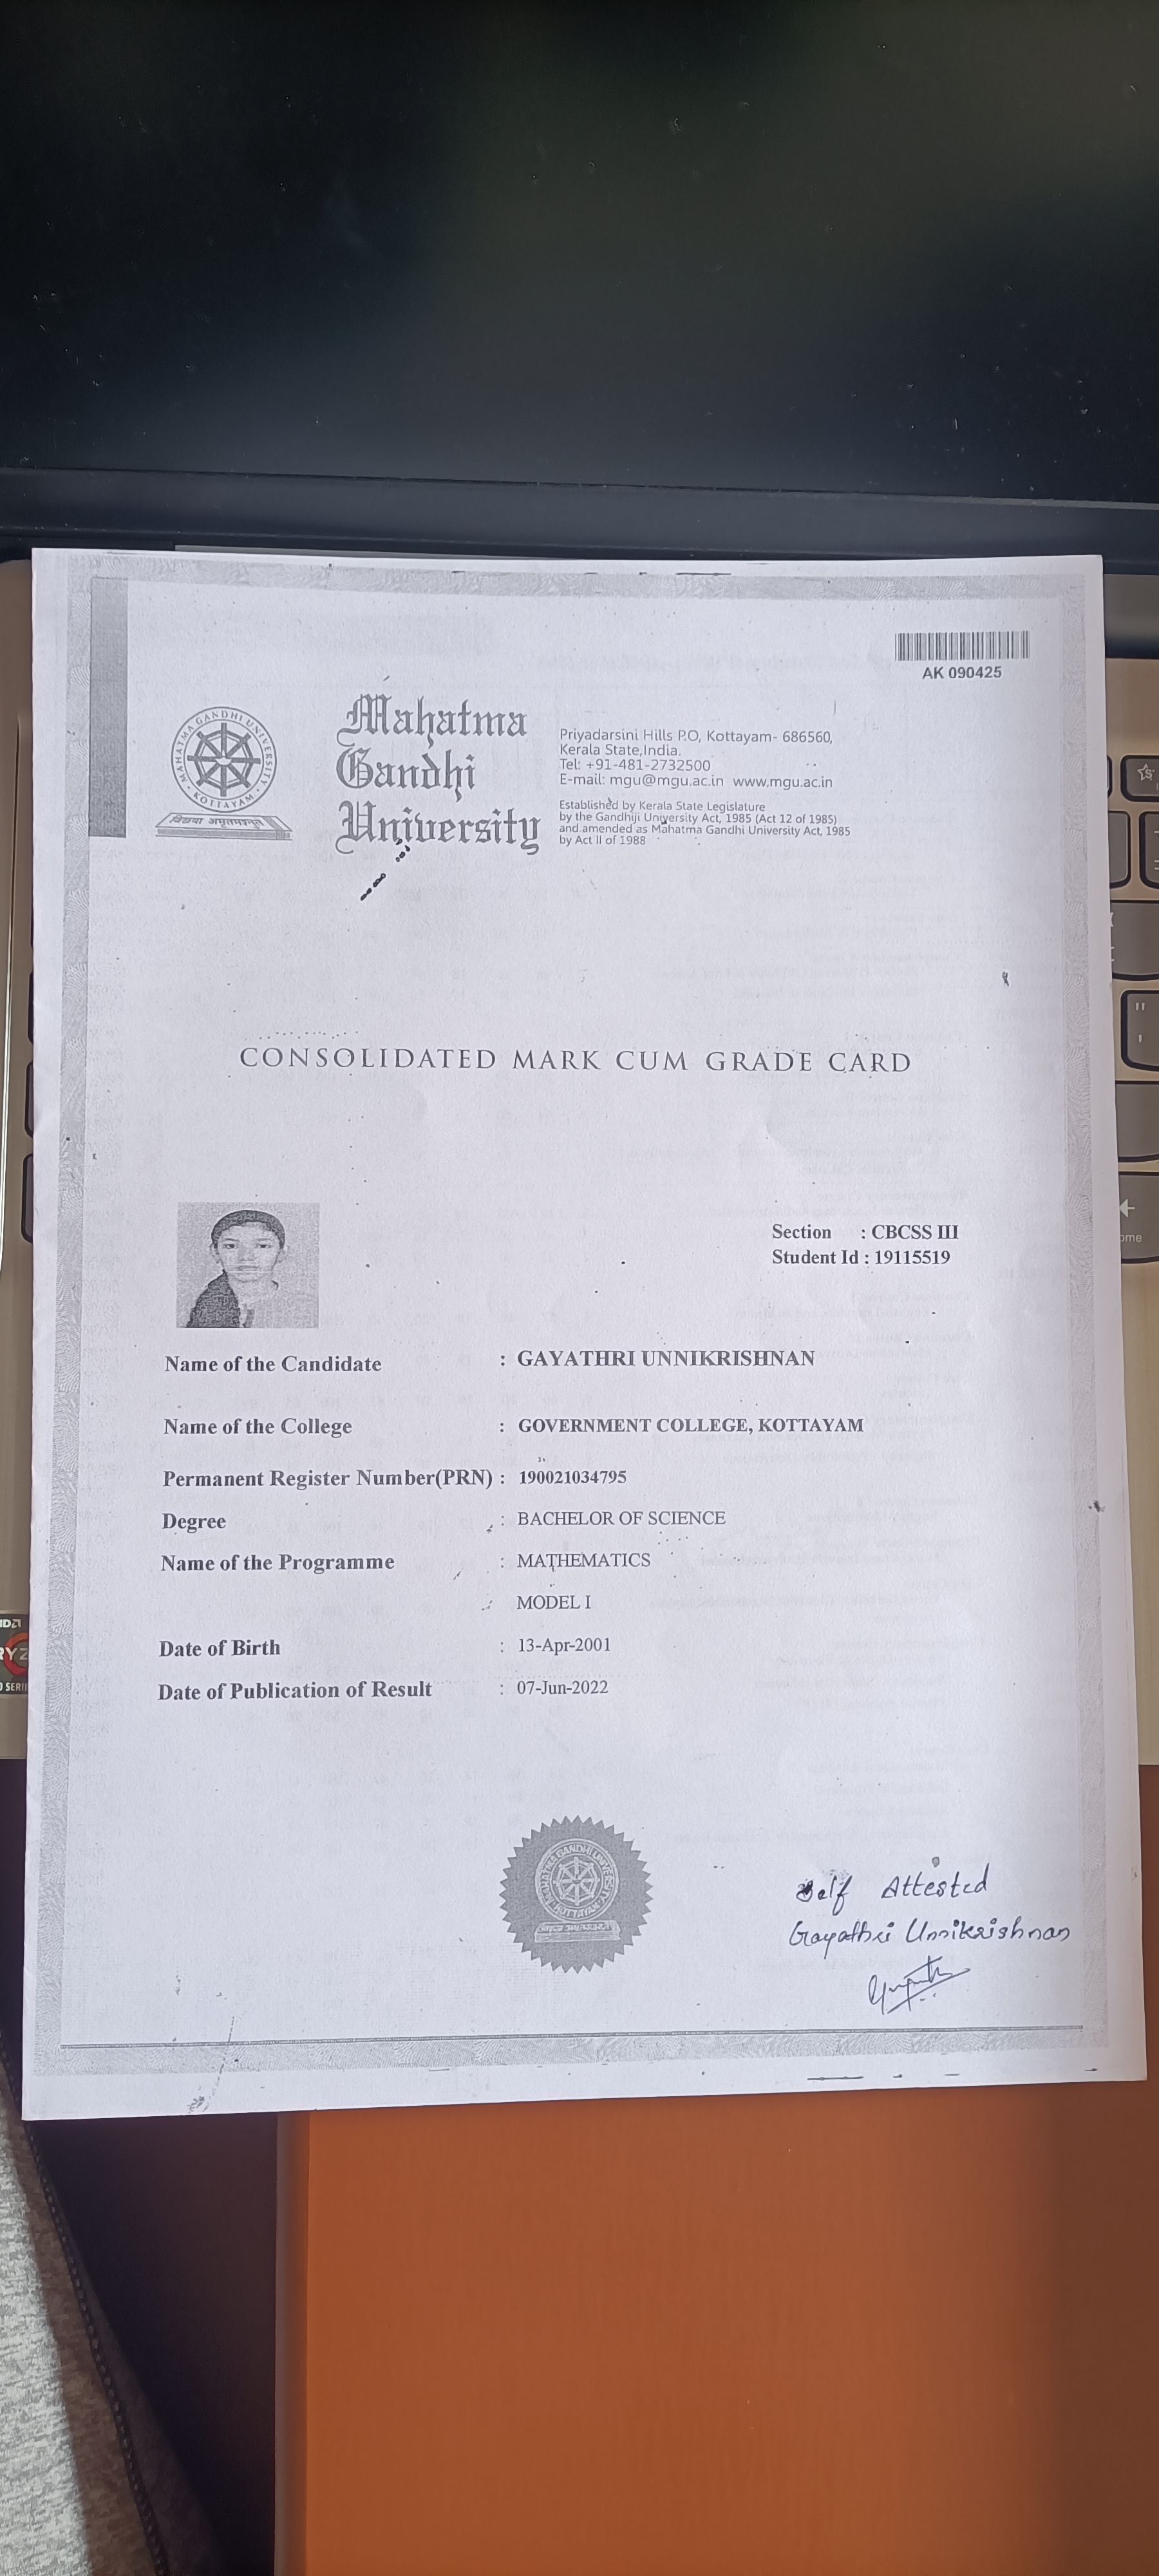 AK 090425
MAHATMA GANDHI UNIVERSITY
KOTTAYAM
विद्यया अमृतमश्नुते
Mahatma
Gandhi
University
Priyadarsini Hills P.O, Kottayam- 686560,
Kerala State,India.
Tel: +91-481-2732500
E-mail: mgu@mgu.ac.in www.mgu.ac.in
Established by Kerala State Legislature
by the Gandhiji University Act, 1985 (Act 12 of 1985)
and amended as Mahatma Gandhi University Act, 1985
by Act II of 1988
CONSOLIDATED MARK CUM GRADE CARD
Section : CBCSS III
Student Id : 19115519
Name of the Candidate : GAYATHRI UNNIKRISHNAN
Name of the College : GOVERNMENT COLLEGE, KOTTAYAM
Permanent Register Number(PRN) : 190021034795
Degree : BACHELOR OF SCIENCE
Name of the Programme : MATHEMATICS
MODEL I
Date of Birth : 13-Apr-2001
Date of Publication of Result : 07-Jun-2022
MAHATMA GANDHI UNIVERSITY
KOTTAYAM
Self Attested
Gayathri Unnikrishnan